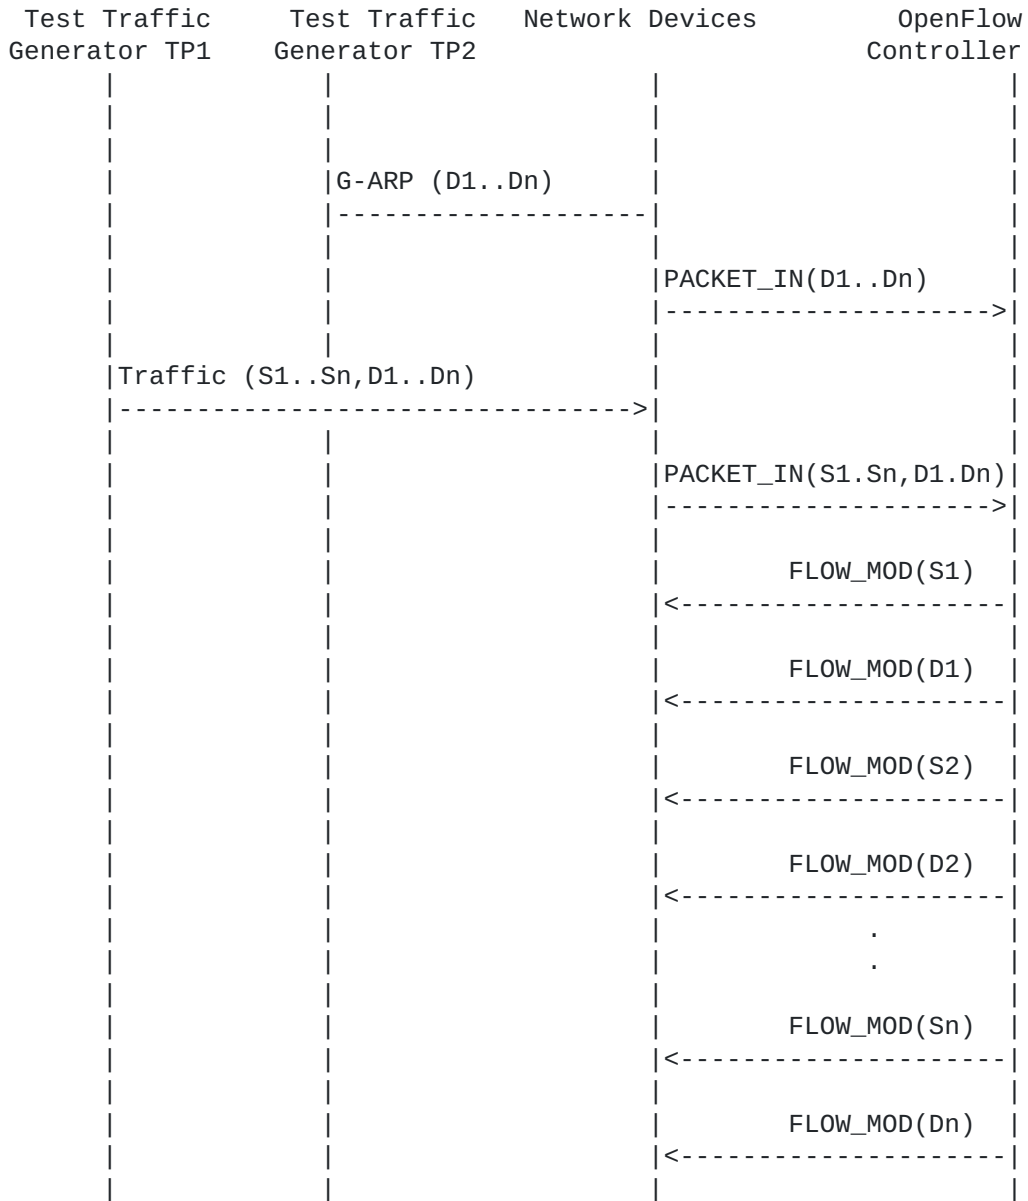 Test Traffic Test Traffic Network Devices OpenFlow
Generator TP1 Generator TP2 Controller
G-ARP (D1..Dn)
PACKET_IN(D1..Dn)
Traffic (S1..Sn,D1..Dn)
PACKET_IN(S1.Sn,D1.Dn)
FLOW_MOD(S1)
FLOW_MOD(D1)
FLOW_MOD(S2)
FLOW_MOD(D2)
.
.
FLOW_MOD(Sn)
FLOW_MOD(Dn)